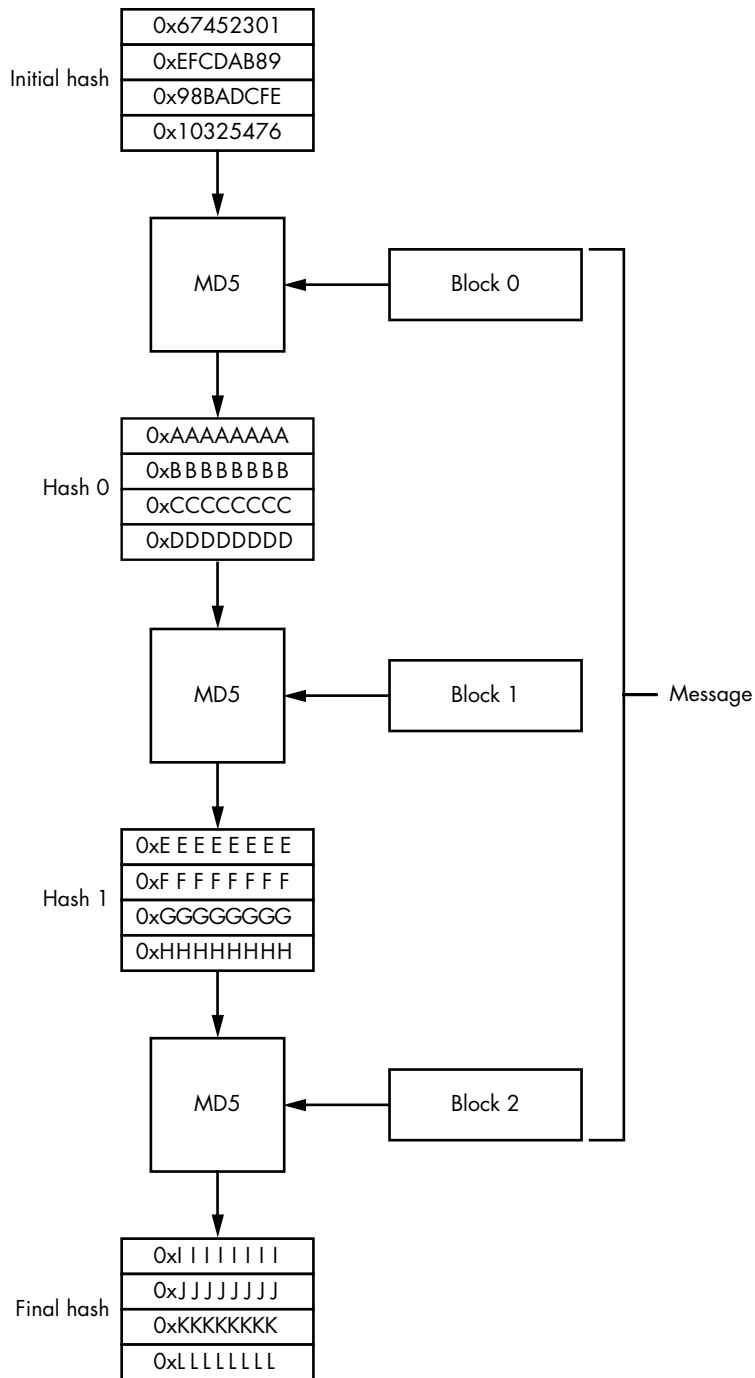 0x67452301
0xEFCDAB89
Initial hash
0x98BADCFE
0x10325476
MD5
Block 0
0xAAAAAAAA
0xBBBBBBBB
Hash 0
0xCCCCCCCC
0xDDDDDDDD
MD5
Block 1
Message
0xEEEEEEEE
0xFFFFFFFF
Hash 1
0xGGGGGGGG
0xHHHHHHHH
MD5
Block 2
0xIIIIIIII
0xJJJJJJJJ
Final hash
0xKKKKKKKK
0xLLLLLLLL